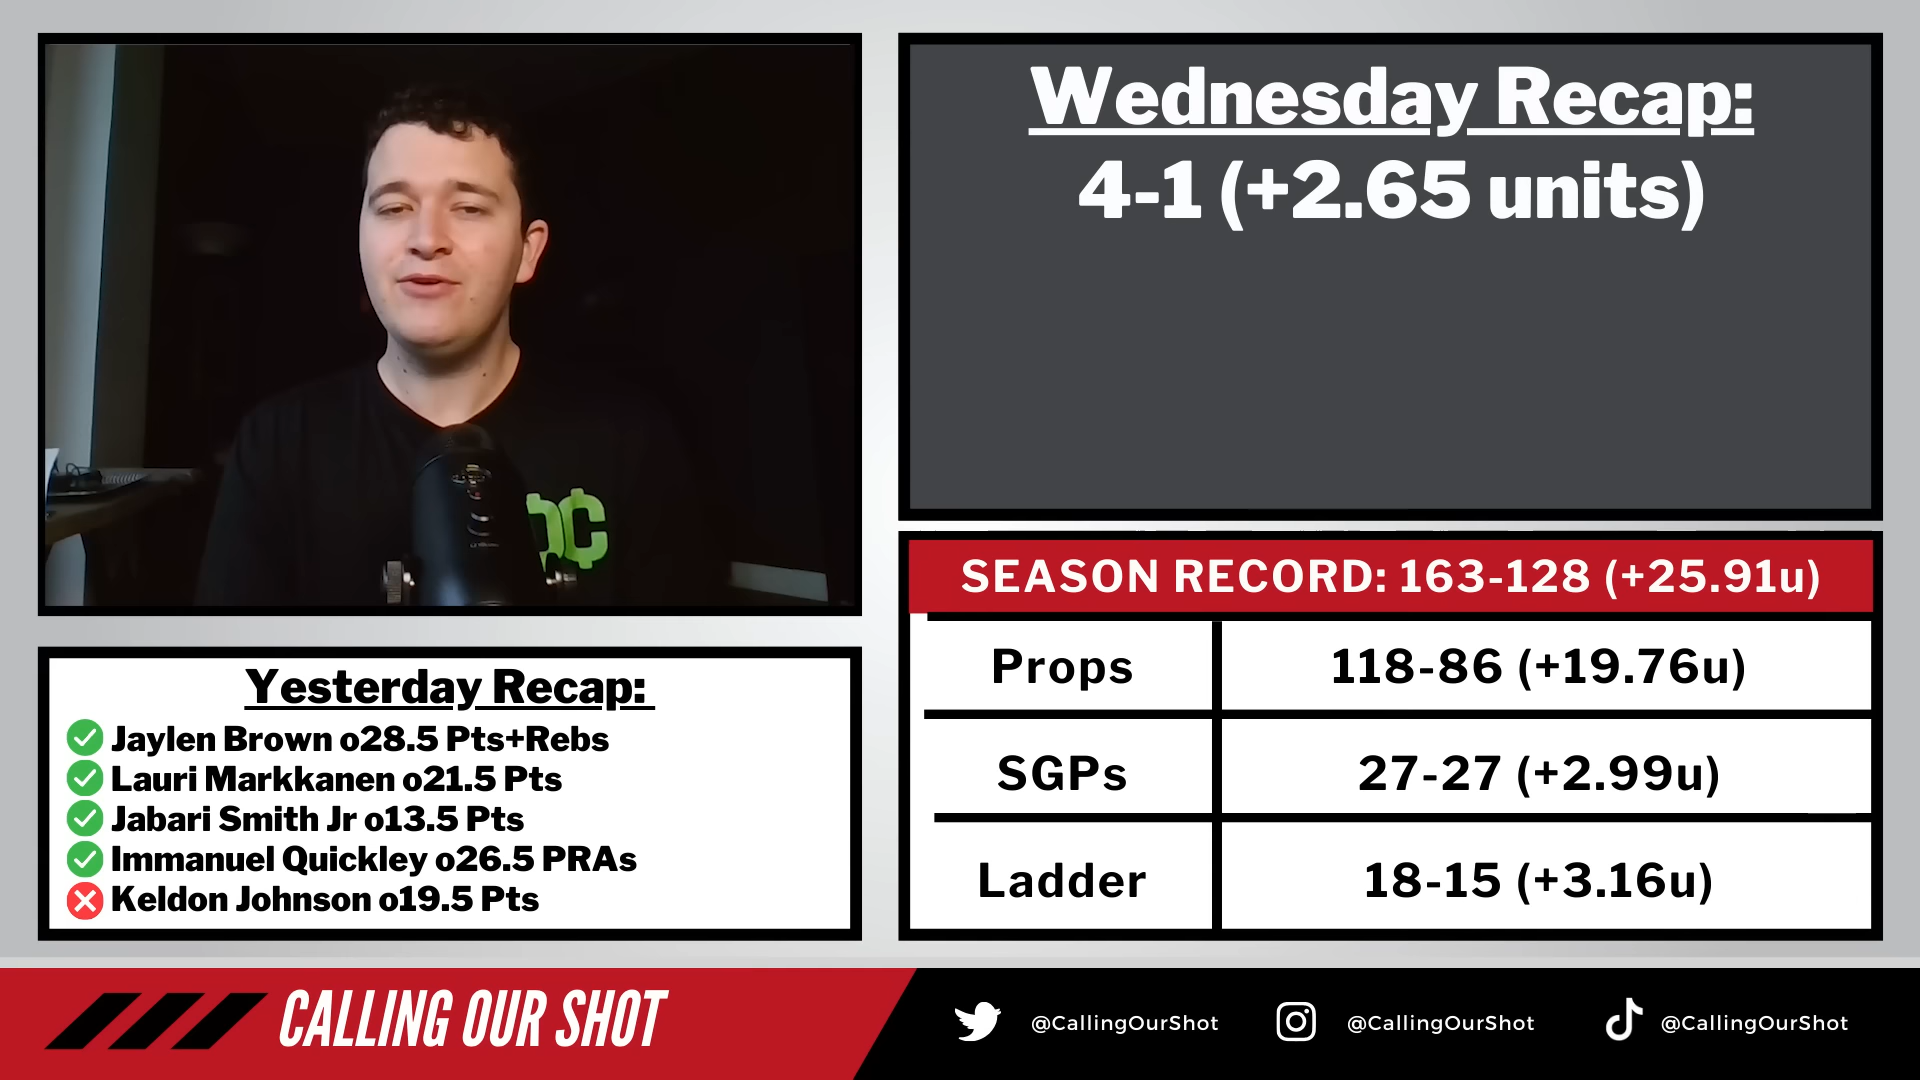 Wednesday Recap:
4-1 (+2.65 units)
SEASON RECORD: 163-128 (+25.91u)
Props 118-86 (+19.76u)
SGPs 27-27 (+2.99u)
Ladder 18-15 (+3.16u)
Yesterday Recap:
Jaylen Brown o28.5 Pts+Rebs
Lauri Markkanen o21.5 Pts
Jabari Smith Jr o13.5 Pts
Immanuel Quickley o26.5 PRAs
Keldon Johnson o19.5 Pts
CALLING OUR SHOT
@CallingOurShot @CallingOurShot @CallingOurShot